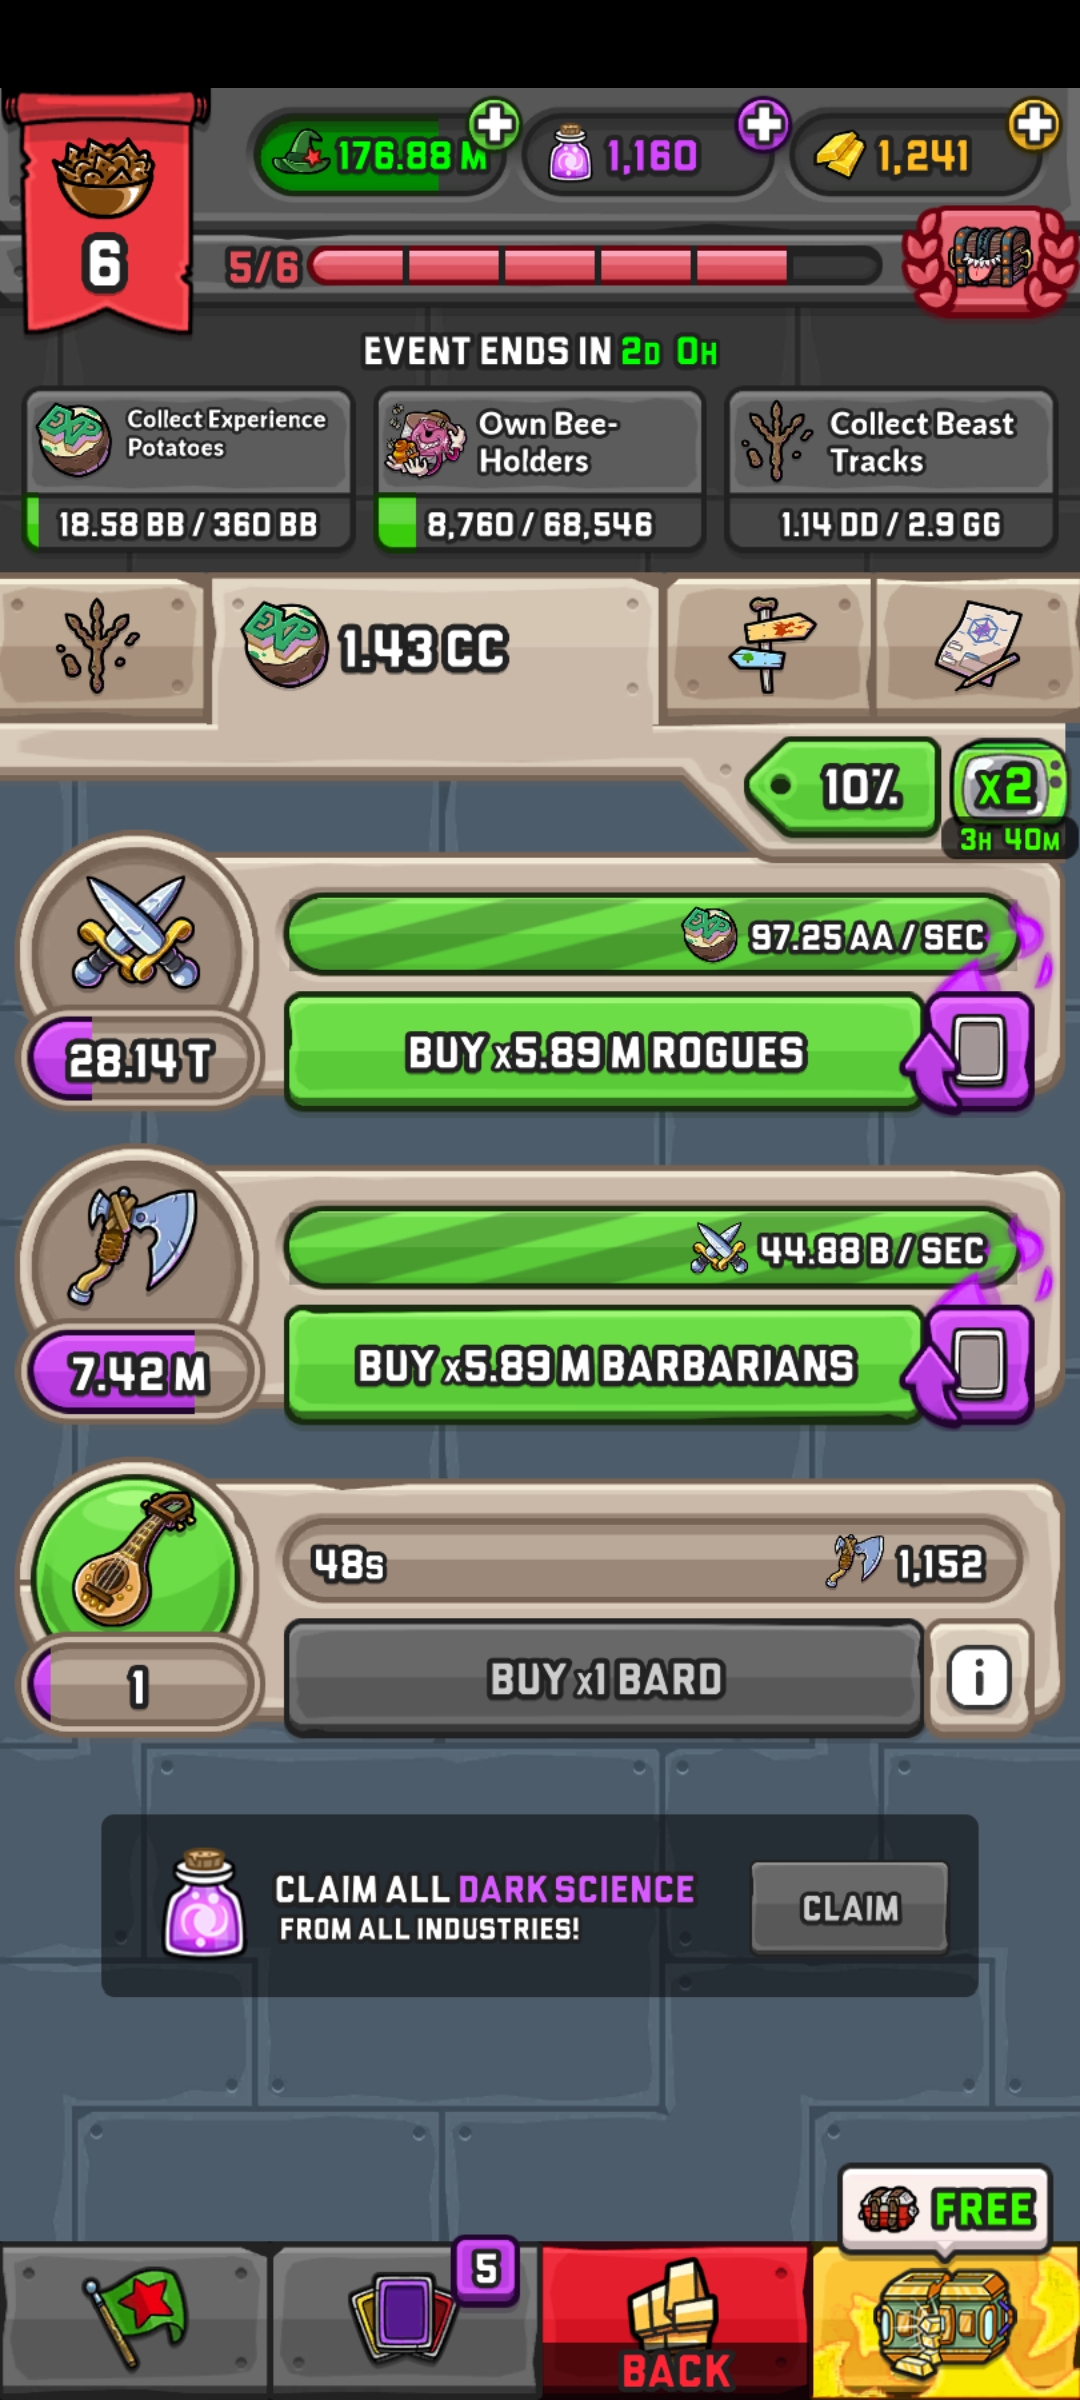 176.88 M
1,160
1,241
6
5/6
EVENT ENDS IN 2D 0H
Collect Experience
Potatoes
18.58 BB / 360 BB
Own Bee-
Holders
8,760 / 68,546
Collect Beast
Tracks
1.14 DD / 2.9 GG
EXP
1.43 CC
10%
x2
3H 40M
97.25 AA / SEC
28.14 T
BUY x5.89 M ROGUES
44.88 B / SEC
7.42 M
BUY x5.89 M BARBARIANS
48s
1,152
1
BUY x1 BARD
i
CLAIM ALL DARK SCIENCE
FROM ALL INDUSTRIES!
CLAIM
FREE
5
BACK